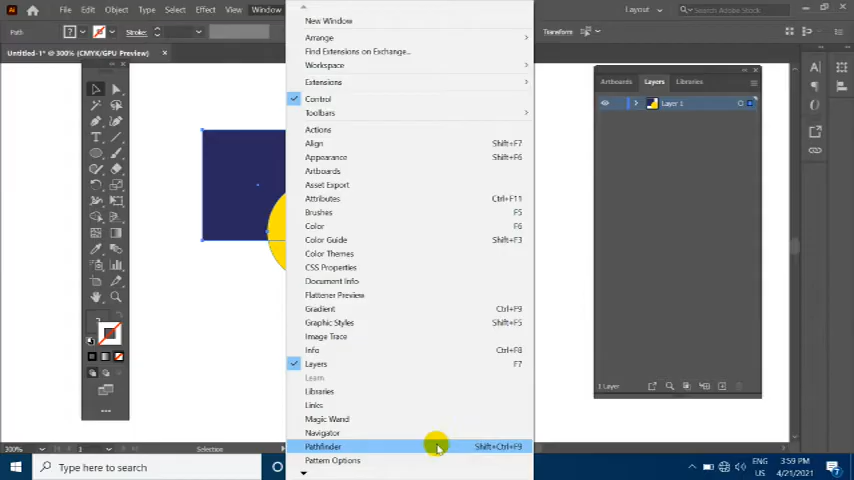 Ai File Edit Object Type Select Effect View Window Layout Search Adobe Stock
Path ? Stroke: Transform
Untitled-1* @ 300% (CMYK/GPU Preview) ×
New Window
Arrange
Find Extensions on Exchange...
Workspace
Extensions
Control
Toolbars
Actions
Align Shift+F7
Appearance Shift+F6
Artboards
Asset Export
Attributes Ctrl+F11
Brushes F5
Color F6
Color Guide Shift+F3
Color Themes
CSS Properties
Document Info
Flattener Preview
Gradient Ctrl+F9
Graphic Styles Shift+F5
Image Trace
Info Ctrl+F8
Layers F7
Learn
Libraries
Links
Magic Wand
Navigator
Pathfinder Shift+Ctrl+F9
Pattern Options
Artboards Layers Libraries
Layer 1
1 Layer
300% 1 Selection
Type here to search
ENG
US
3:59 PM
4/21/2021
7